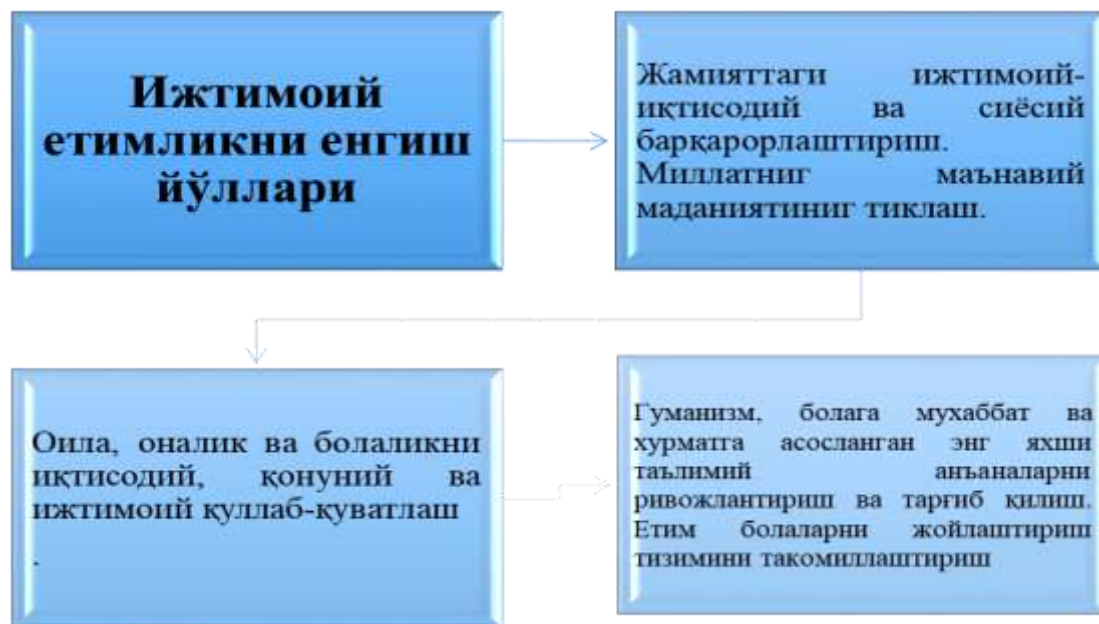 Ижтимоий
етимликни енгиш
йўллари
Жамияттаги ижтимоий-
иқтисодий ва сиёсий
барқарорлаштириш.
Миллатниг маънавий
маданиятиниг тиклаш.
Оила, оналик ва болаликни
иқтисодий, қонуний ва
ижтимоий қуллаб-қуватлаш
.
Гуманизм, болага мухаббат ва
хурматга асосланган энг яхши
таълимий анъаналарни
ривожлантириш ва тарғиб қилиш.
Етим болаларни жойлаштириш
тизимини такомиллаштириш